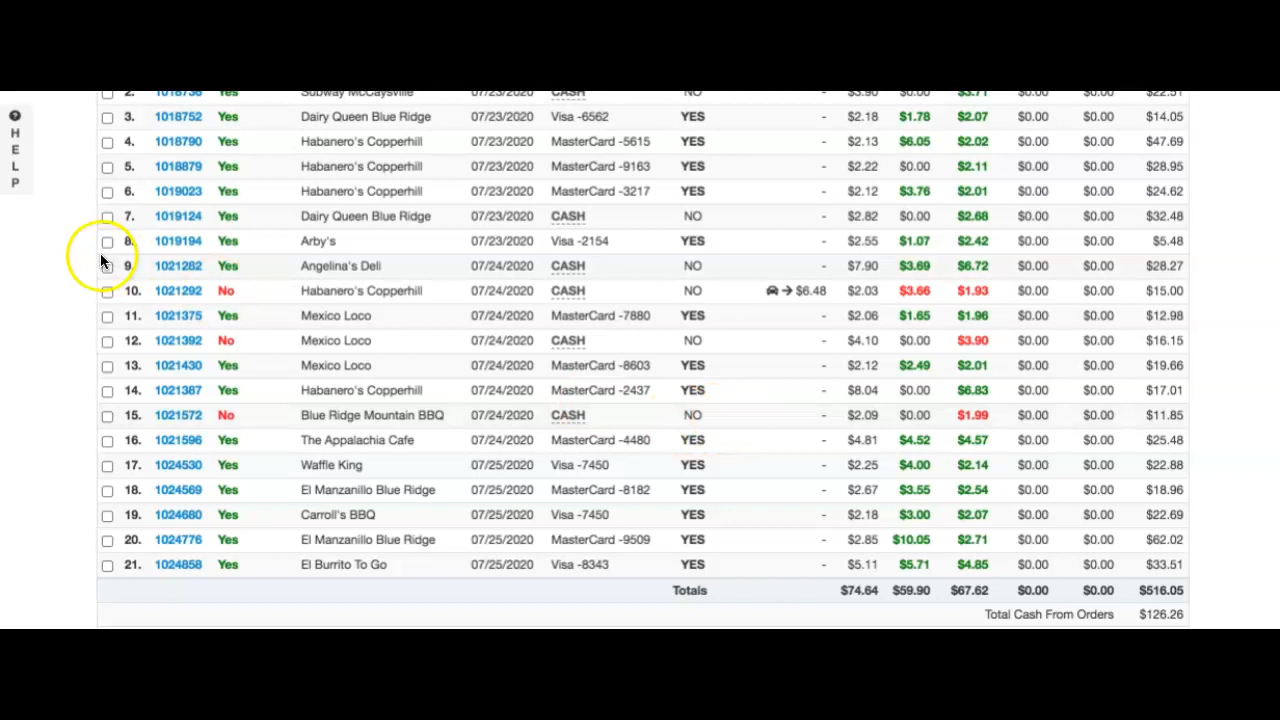 HELP
2. 1018736 Yes Subway McCaysville 07/23/2020 CASH NO - $3.90 $0.00 $3.71 $0.00 $0.00 $22.51
3. 1018752 Yes Dairy Queen Blue Ridge 07/23/2020 Visa -6562 YES - $2.18 $1.78 $2.07 $0.00 $0.00 $14.05
4. 1018790 Yes Habanero's Copperhill 07/23/2020 MasterCard -5615 YES - $2.13 $6.05 $2.02 $0.00 $0.00 $47.69
5. 1018879 Yes Habanero's Copperhill 07/23/2020 MasterCard -9163 YES - $2.22 $0.00 $2.11 $0.00 $0.00 $28.95
6. 1019023 Yes Habanero's Copperhill 07/23/2020 MasterCard -3217 YES - $2.12 $3.76 $2.01 $0.00 $0.00 $24.62
7. 1019124 Yes Dairy Queen Blue Ridge 07/23/2020 CASH NO - $2.82 $0.00 $2.68 $0.00 $0.00 $32.48
8. 1019194 Yes Arby's 07/23/2020 Visa -2154 YES - $2.55 $1.07 $2.42 $0.00 $0.00 $5.48
9. 1021282 Yes Angelina's Deli 07/24/2020 CASH NO - $7.90 $3.69 $6.72 $0.00 $0.00 $28.27
10. 1021292 No Habanero's Copperhill 07/24/2020 CASH NO → $6.48 $2.03 $3.66 $1.93 $0.00 $0.00 $15.00
11. 1021375 Yes Mexico Loco 07/24/2020 MasterCard -7880 YES - $2.06 $1.65 $1.96 $0.00 $0.00 $12.98
12. 1021392 No Mexico Loco 07/24/2020 CASH NO - $4.10 $0.00 $3.90 $0.00 $0.00 $16.15
13. 1021430 Yes Mexico Loco 07/24/2020 MasterCard -8603 YES - $2.12 $2.49 $2.01 $0.00 $0.00 $19.66
14. 1021387 Yes Habanero's Copperhill 07/24/2020 MasterCard -2437 YES - $8.04 $0.00 $6.83 $0.00 $0.00 $17.01
15. 1021572 No Blue Ridge Mountain BBQ 07/24/2020 CASH NO - $2.09 $0.00 $1.99 $0.00 $0.00 $11.85
16. 1021596 Yes The Appalachia Cafe 07/24/2020 MasterCard -4480 YES - $4.81 $4.52 $4.57 $0.00 $0.00 $25.48
17. 1024530 Yes Waffle King 07/25/2020 Visa -7450 YES - $2.25 $4.00 $2.14 $0.00 $0.00 $22.88
18. 1024569 Yes El Manzanillo Blue Ridge 07/25/2020 MasterCard -8182 YES - $2.67 $3.55 $2.54 $0.00 $0.00 $18.96
19. 1024680 Yes Carroll's BBQ 07/25/2020 Visa -7450 YES - $2.18 $3.00 $2.07 $0.00 $0.00 $22.69
20. 1024776 Yes El Manzanillo Blue Ridge 07/25/2020 MasterCard -9509 YES - $2.85 $10.05 $2.71 $0.00 $0.00 $62.02
21. 1024858 Yes El Burrito To Go 07/25/2020 Visa -8343 YES - $5.11 $5.71 $4.85 $0.00 $0.00 $33.51
Totals $74.64 $59.90 $67.62 $0.00 $0.00 $516.05
Total Cash From Orders $126.26